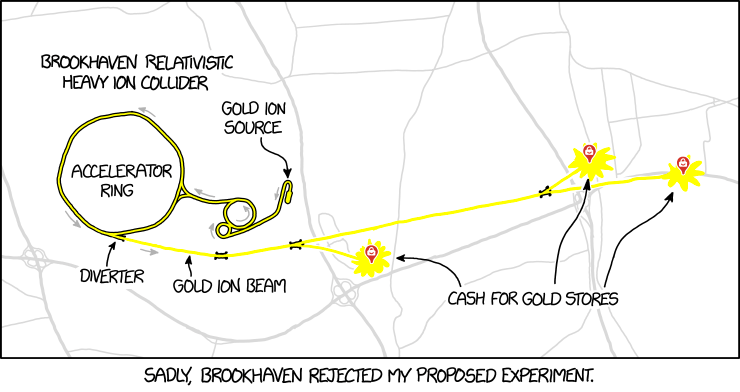 BROOKHAVEN RELATIVISTIC
HEAVY ION COLLIDER
GOLD ION
SOURCE
ACCELERATOR
RING
DIVERTER
GOLD ION BEAM
CASH FOR GOLD STORES
SADLY, BROOKHAVEN REJECTED MY PROPOSED EXPERIMENT.